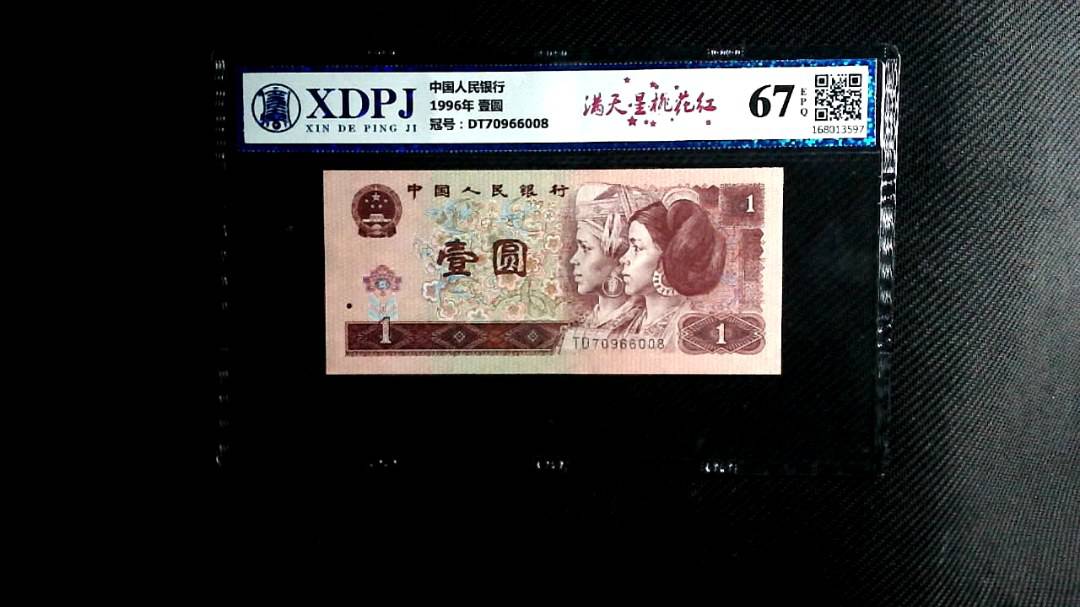 XDPJ
XIN DE PING JI
中国人民银行
1996年 壹圆
冠号：DT70966008
满天星桃花红
67
EPQ
168013597
中国人民银行
1
壹圆
1
TD70966008
1